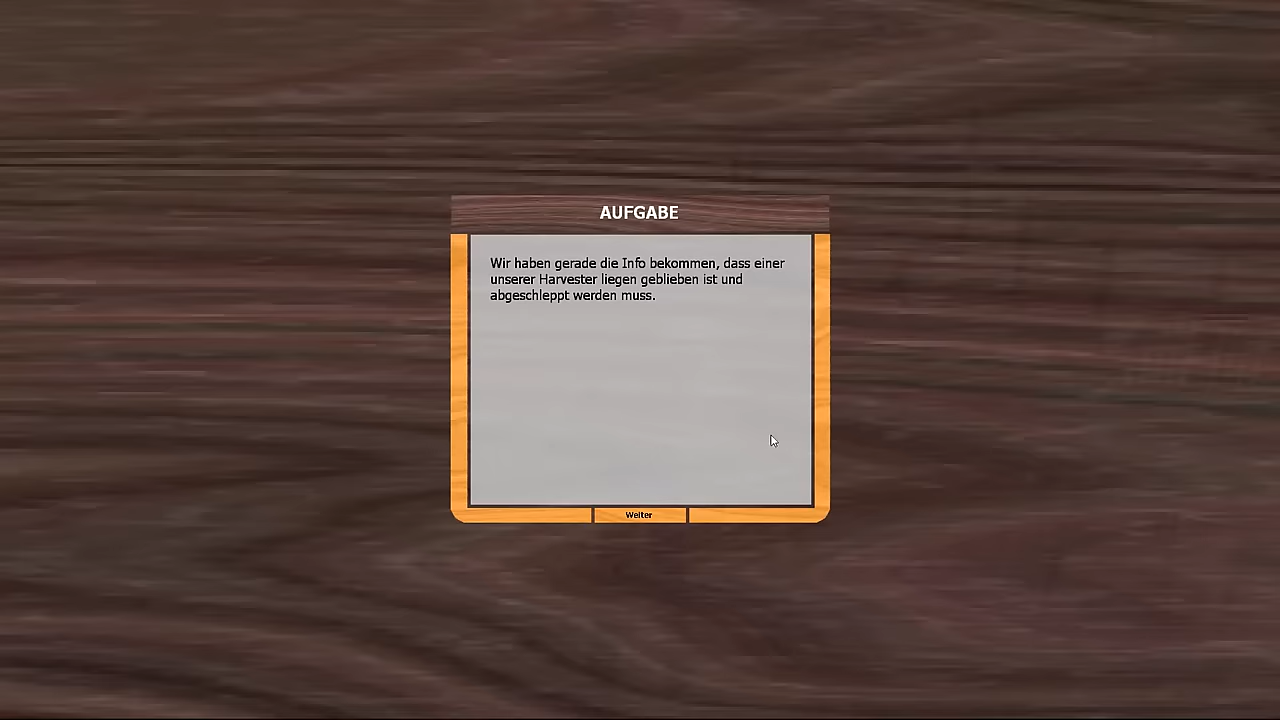 AUFGABE
Wir haben gerade die Info bekommen, dass einer
unserer Harvester liegen geblieben ist und
abgeschleppt werden muss.
Weiter